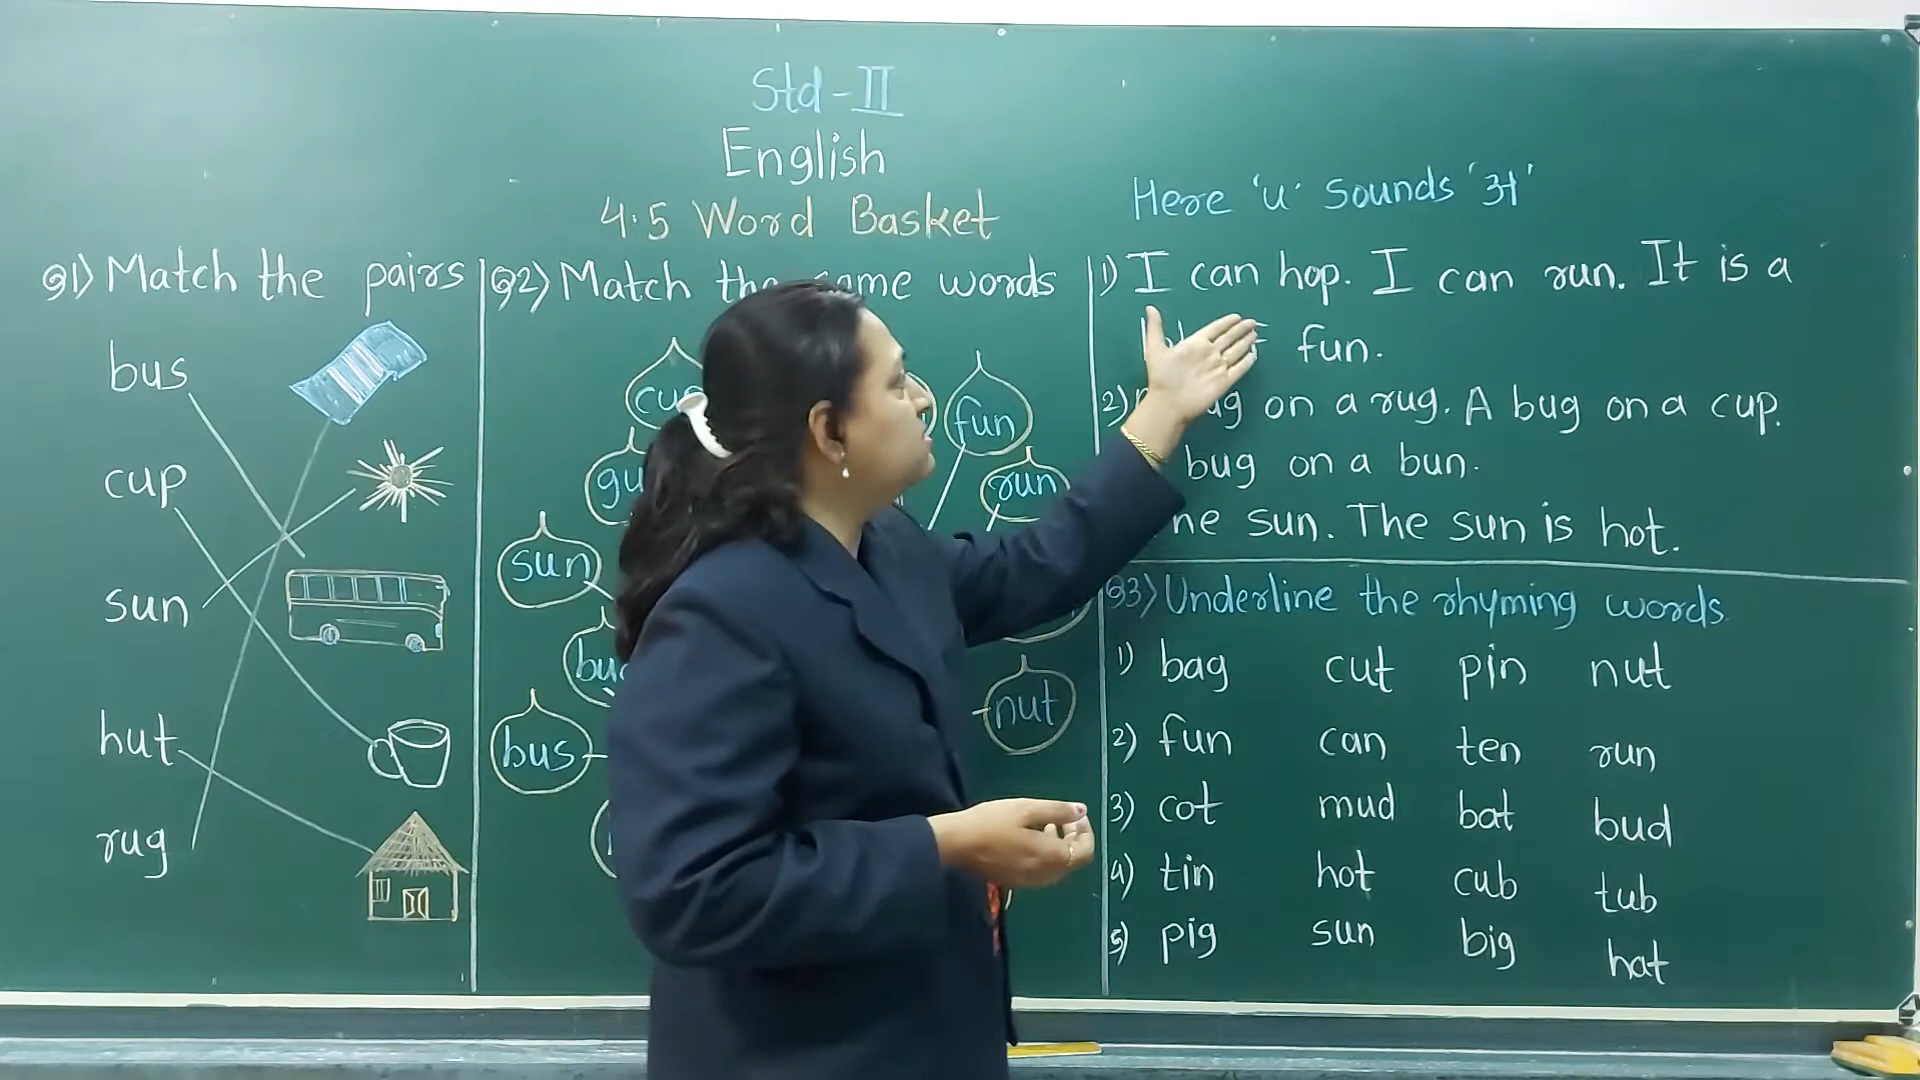 Std-II
English
4.5 Word Basket
Q1) Match the pairs
bus
cup
sun
hut
rug
Q2) Match the same words
fun
run
sun
bus
nut
Here 'u' Sounds 'अ'
1) I can hop. I can run. It is a
fun.
2) on a rug. A bug on a cup.
bug on a bun.
sun. The sun is hot.
Q3) Underline the rhyming words
1) bag cut pin nut
2) fun can ten run
3) cot mud bat bud
4) tin hot cub tub
5) pig sun big hat